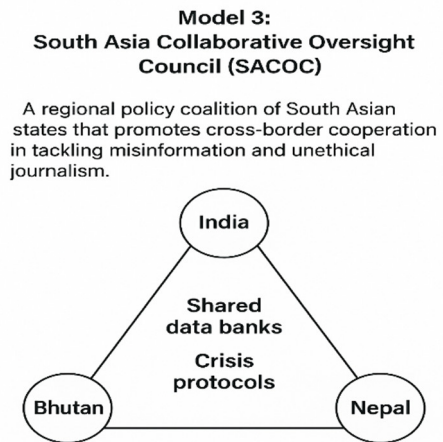 Model 3:
South Asia Collaborative Oversight
Council (SACOC)
A regional policy coalition of South Asian
states that promotes cross-border cooperation
in tackling misinformation and unethical
journalism.
India
Shared
data banks
Crisis
protocols
Bhutan
Nepal